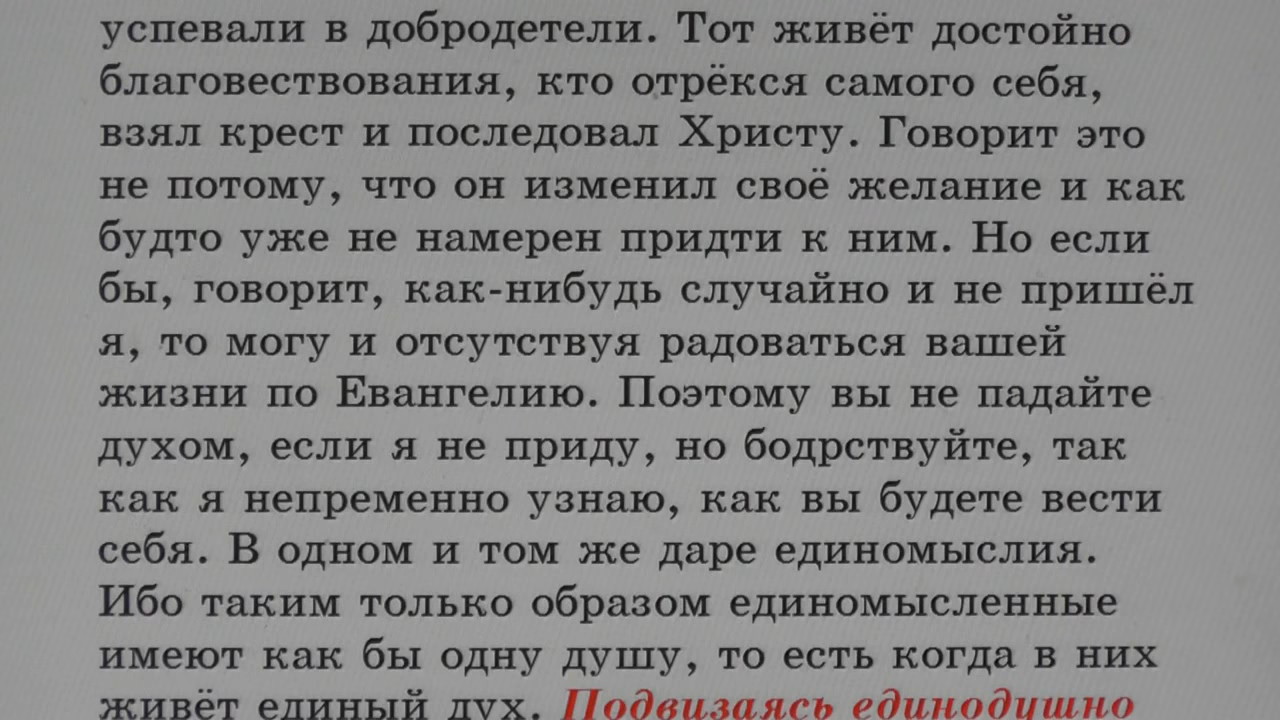 успевали в добродетели. Тот живёт достойно
благовествования, кто отрёкся самого себя,
взял крест и последовал Христу. Говорит это
не потому, что он изменил своё желание и как
будто уже не намерен придти к ним. Но если
бы, говорит, как-нибудь случайно и не пришёл
я, то могу и отсутствуя радоваться вашей
жизни по Евангелию. Поэтому вы не падайте
духом, если я не приду, но бодрствуйте, так
как я непременно узнаю, как вы будете вести
себя. В одном и том же даре единомыслия.
Ибо таким только образом единомысленные
имеют как бы одну душу, то есть когда в них
живёт единый дух. Подвизаясь единодушно